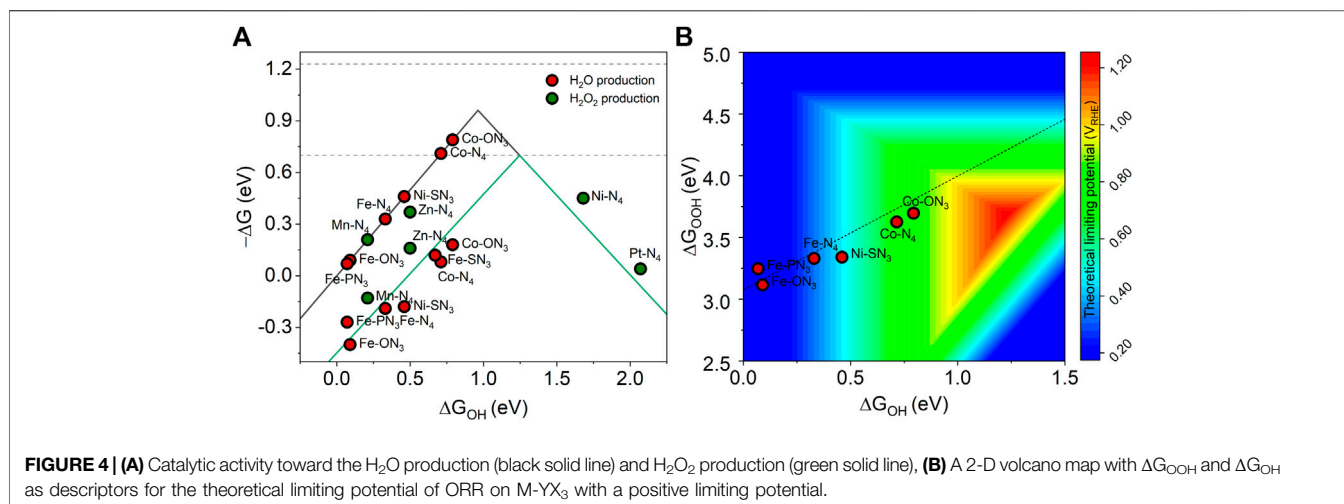 A
1.2
0.9
0.6
0.3
0.0
-0.3
−ΔG (eV)
0.0
0.5
1.0
1.5
2.0
ΔG_OH (eV)
H₂O production
H₂O₂ production
Co-ON₃
Co-N₄
Ni-SN₃
Fe-N₄
Zn-N₄
Mn-N₄
Zn-N₄
Co-ON₃
Fe-ON₃
Fe-SN₃
Fe-PN₃
Co-N₄
Mn-N₄
Ni-SN₃
Fe-PN₃
Fe-N₄
Fe-ON₃
Ni-N₄
Pt-N₄
B
5.0
4.5
4.0
3.5
3.0
2.5
ΔG_OOH (eV)
0.0
0.5
1.0
1.5
ΔG_OH (eV)
Co-ON₃
Co-N₄
Fe-N₄
Ni-SN₃
Fe-PN₃
Fe-ON₃
Theoretical limiting potential (V_RHE)
1.20
1.00
0.80
0.60
0.40
0.20
FIGURE 4 | (A) Catalytic activity toward the H₂O production (black solid line) and H₂O₂ production (green solid line), (B) A 2-D volcano map with ΔG_OOH and ΔG_OH
as descriptors for the theoretical limiting potential of ORR on M-YX₃ with a positive limiting potential.